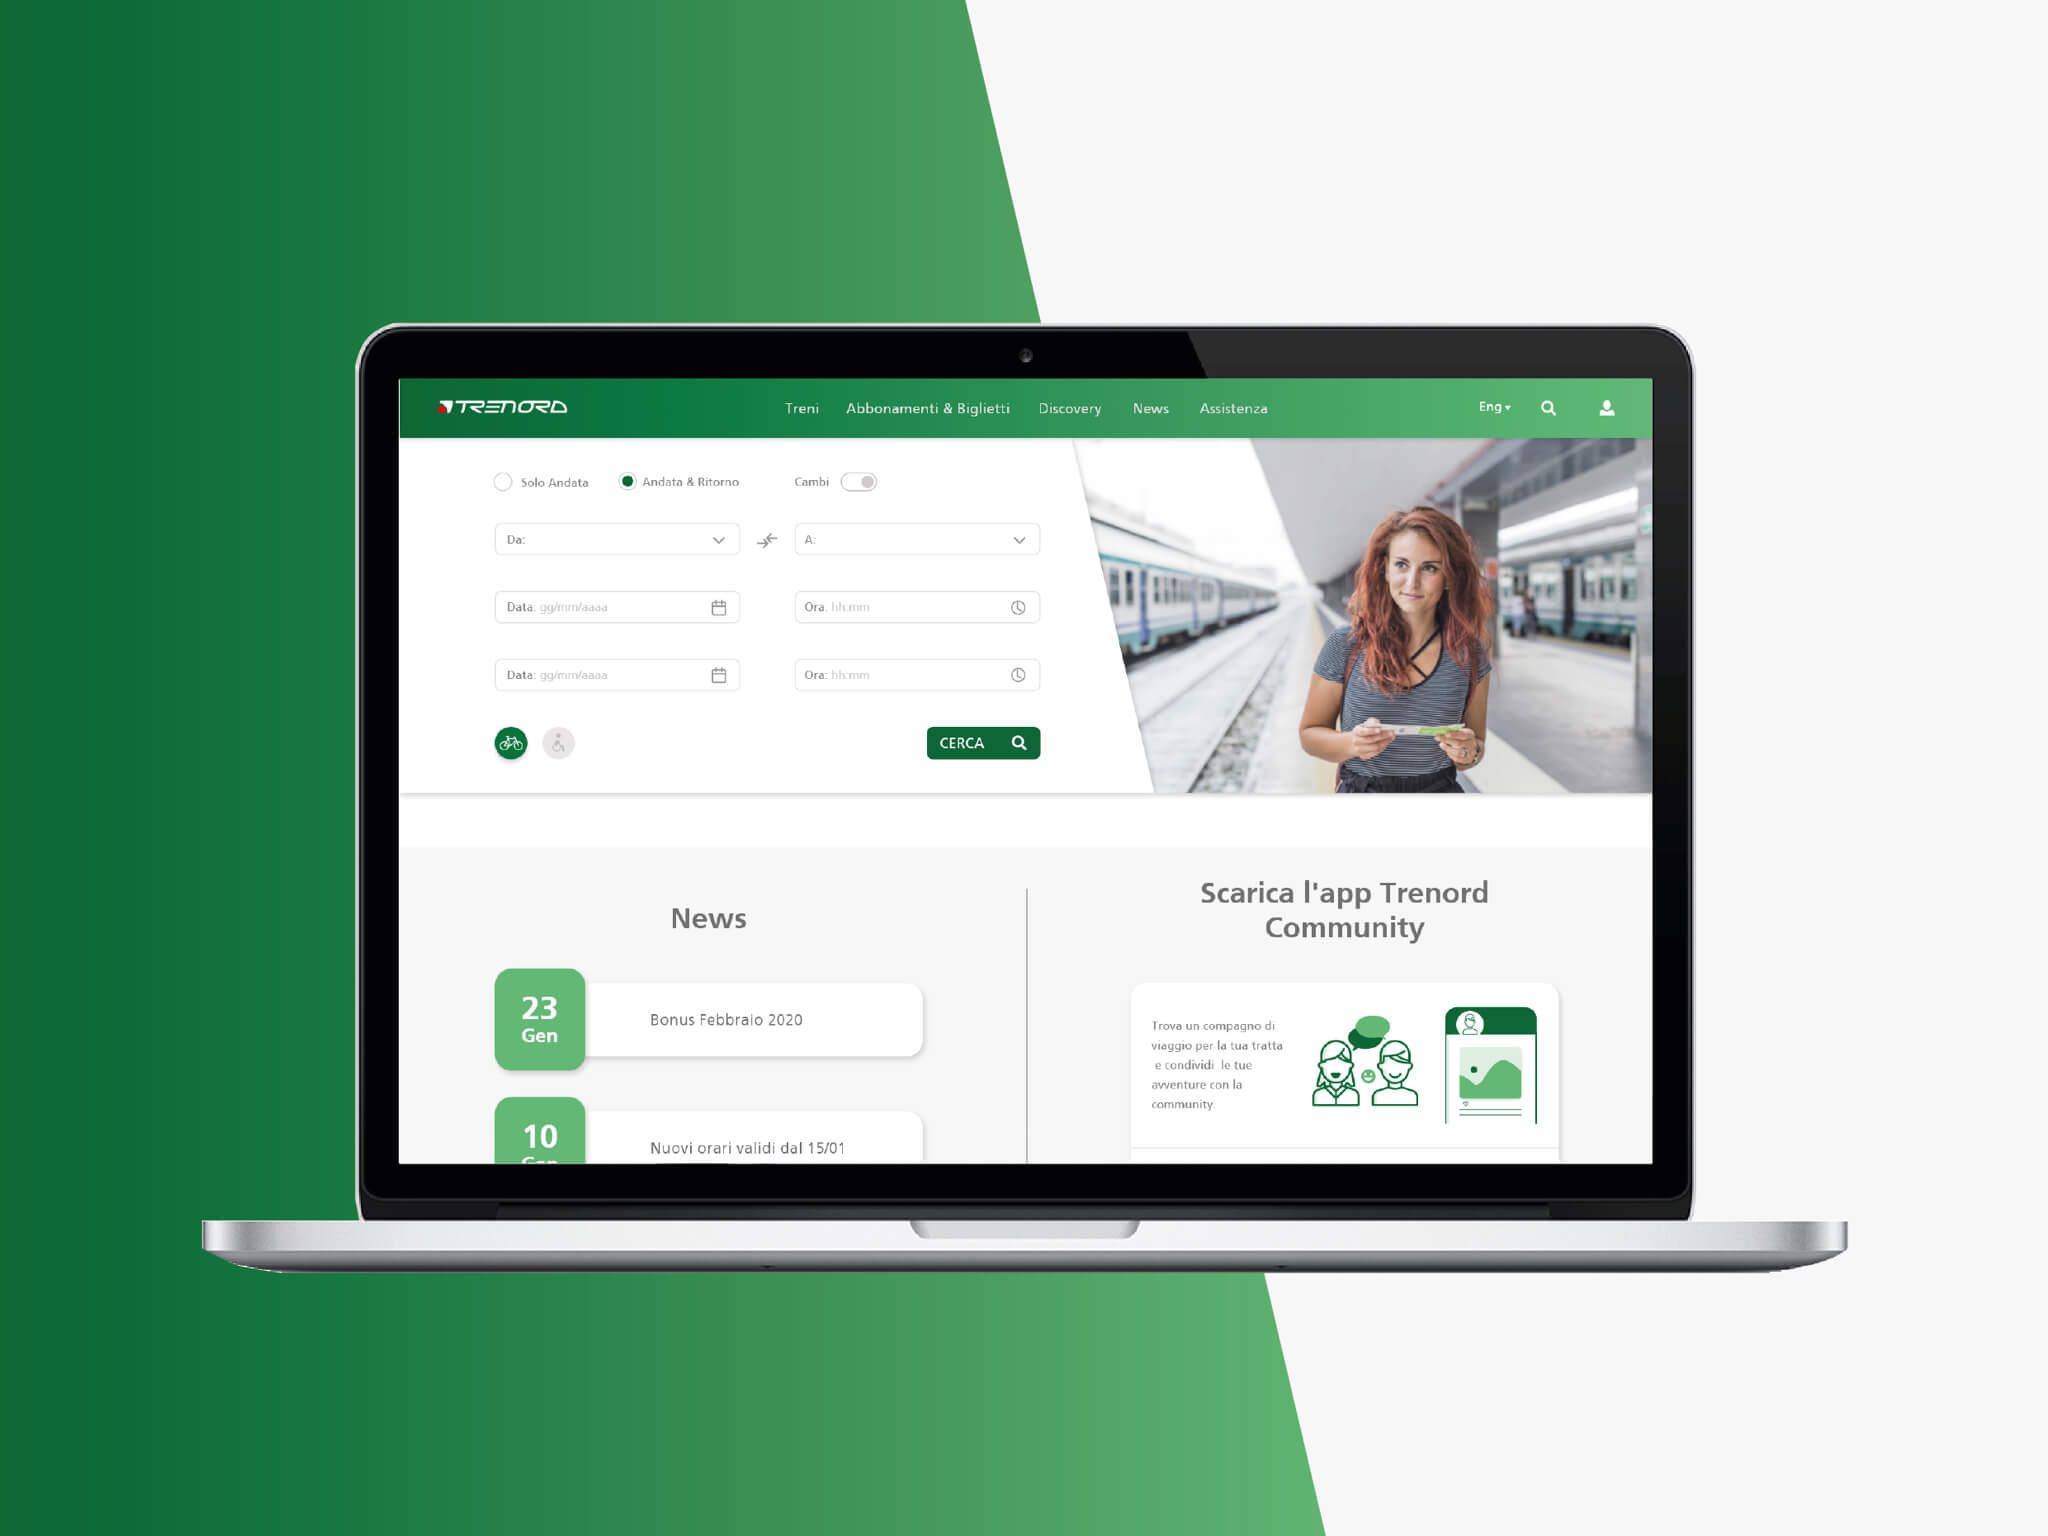 TRENORD
Treni
Abbonamenti & Biglietti
Discovery
News
Assistenza
Eng
Solo Andata
Andata & Ritorno
Cambi
Da:
A:
Data: gg/mm/aaaa
Ora: hh:mm
Data: gg/mm/aaaa
Ora: hh:mm
CERCA
News
23
Gen
Bonus Febbraio 2020
10
Gen
Nuovi orari validi dal 15/01
Scarica l'app Trenord
Community
Trova un compagno di
viaggio per la tua tratta
e condividi le tue
avventure con la
community.